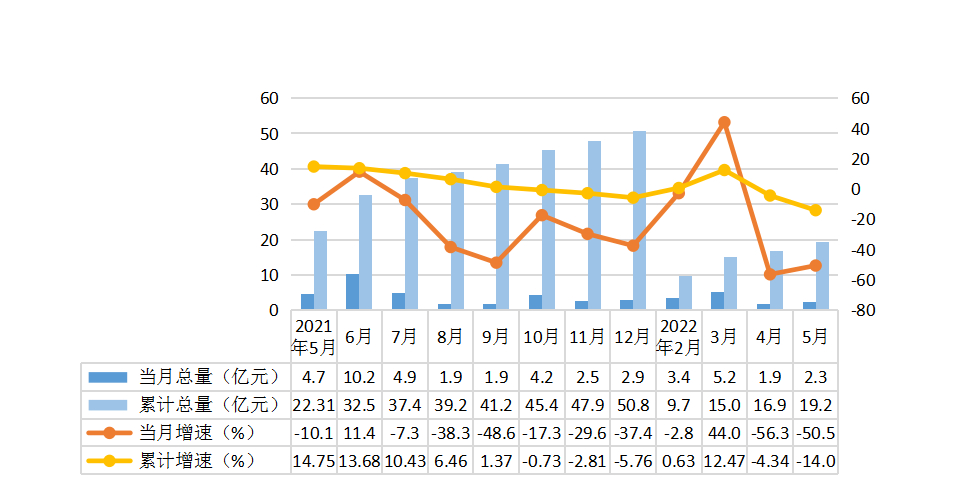 60 60
50 40
40 20
30 0
20 -20
10 -40
0 -60
-80
2021年5月 6月 7月 8月 9月 10月 11月 12月 2022年2月 3月 4月 5月
当月总量（亿元） 4.7 10.2 4.9 1.9 1.9 4.2 2.5 2.9 3.4 5.2 1.9 2.3
累计总量（亿元） 22.31 32.5 37.4 39.2 41.2 45.4 47.9 50.8 9.7 15.0 16.9 19.2
当月增速（%） -10.1 11.4 -7.3 -38.3 -48.6 -17.3 -29.6 -37.4 -2.8 44.0 -56.3 -50.5
累计增速（%） 14.75 13.68 10.43 6.46 1.37 -0.73 -2.81 -5.76 0.63 12.47 -4.34 -14.0